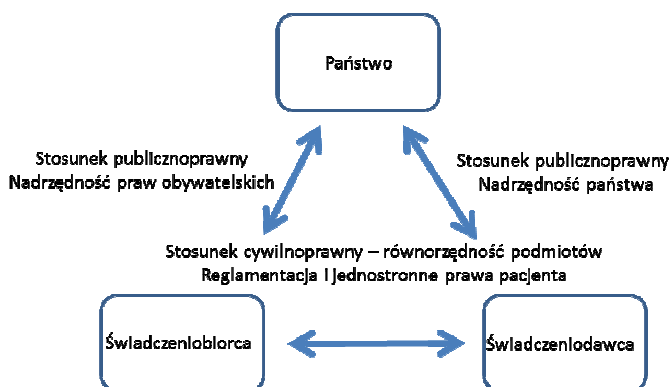 Państwo
Stosunek publicznoprawny
Nadrzędność praw obywatelskich
Stosunek publicznoprawny
Nadrzędność państwa
Stosunek cywilnoprawny – równorzędność podmiotów
Reglamentacja i jednostronne prawa pacjenta
Świadczeniobiorca
Świadczeniodawca